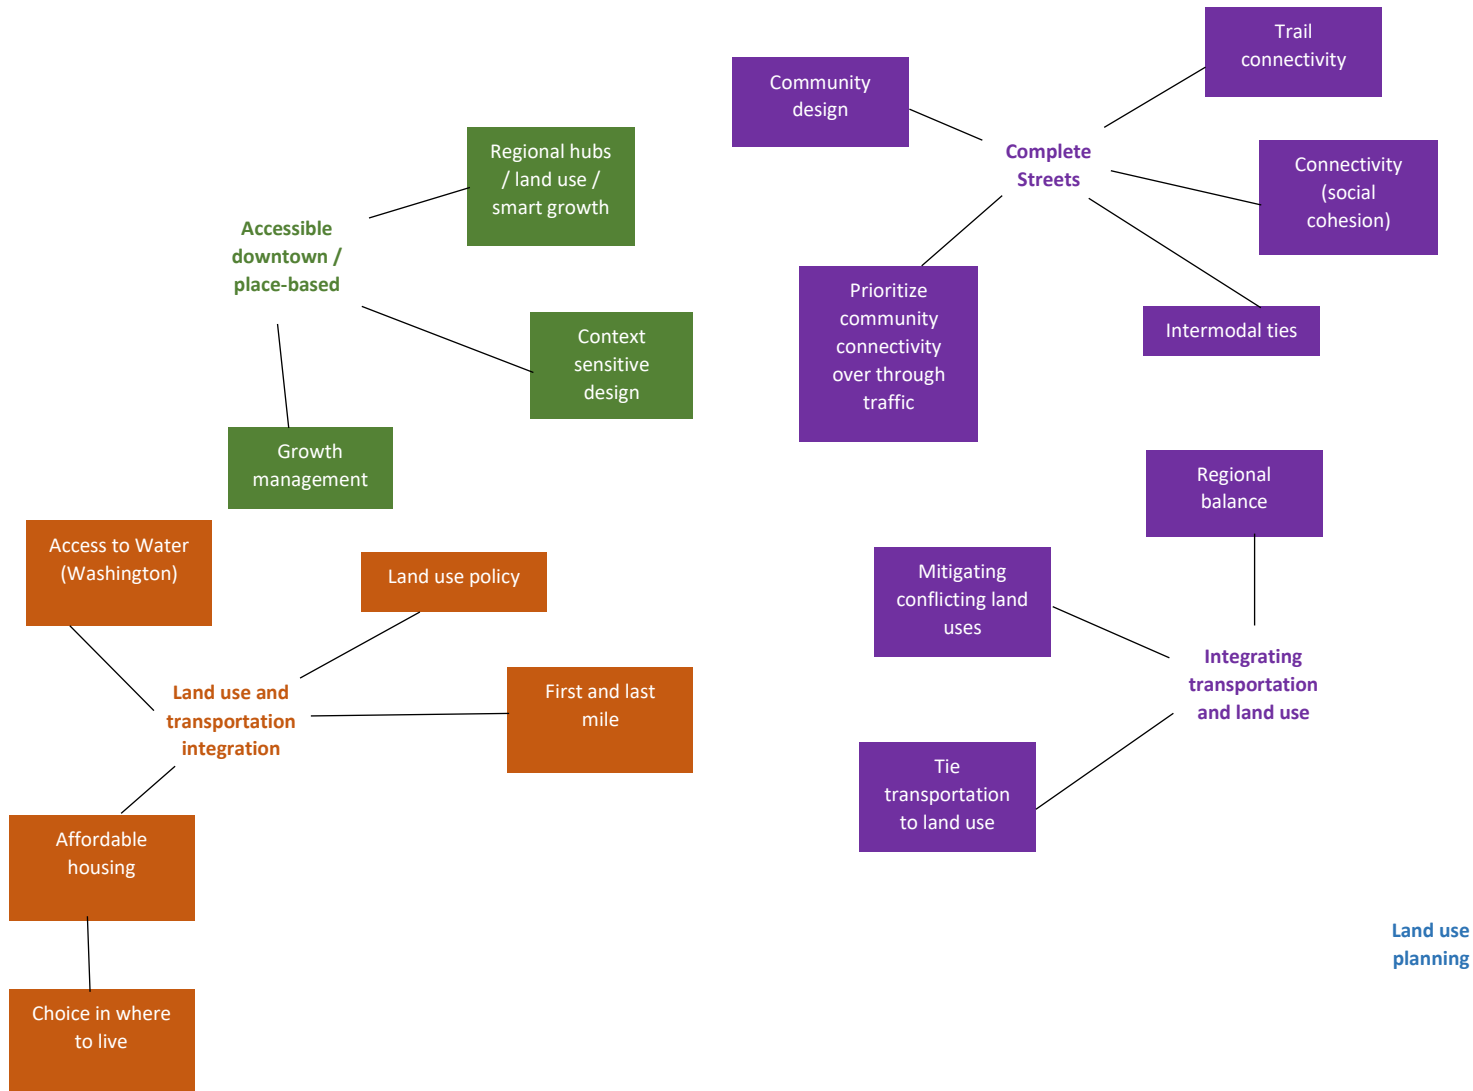 Trail
connectivity
Community
design
Complete
Streets
Connectivity
(social
cohesion)
Regional hubs
/ land use /
smart growth
Accessible
downtown /
place-based
Prioritize
community
connectivity
over through
traffic
Intermodal ties
Context
sensitive
design
Growth
management
Regional
balance
Access to Water
(Washington)
Land use policy
Mitigating
conflicting land
uses
Integrating
transportation
and land use
Land use and
transportation
integration
First and last
mile
Tie
transportation
to land use
Affordable
housing
Land use
planning
Choice in where
to live